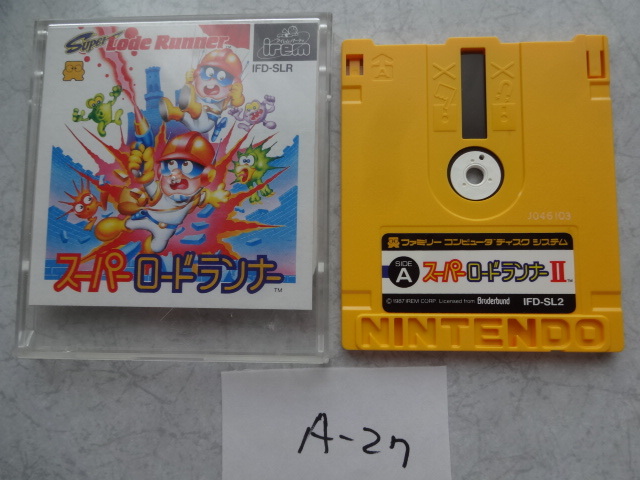 Super Lode Runner
irem
IFD-SLR
スーパー ロードランナー TM
J046103
ファミリー コンピュータ ディスク システム
SIDE A
スーパーロードランナーII TM
© 1987 IREM CORP. Licensed from Brøderbund IFD-SL2
NINTENDO
A-27